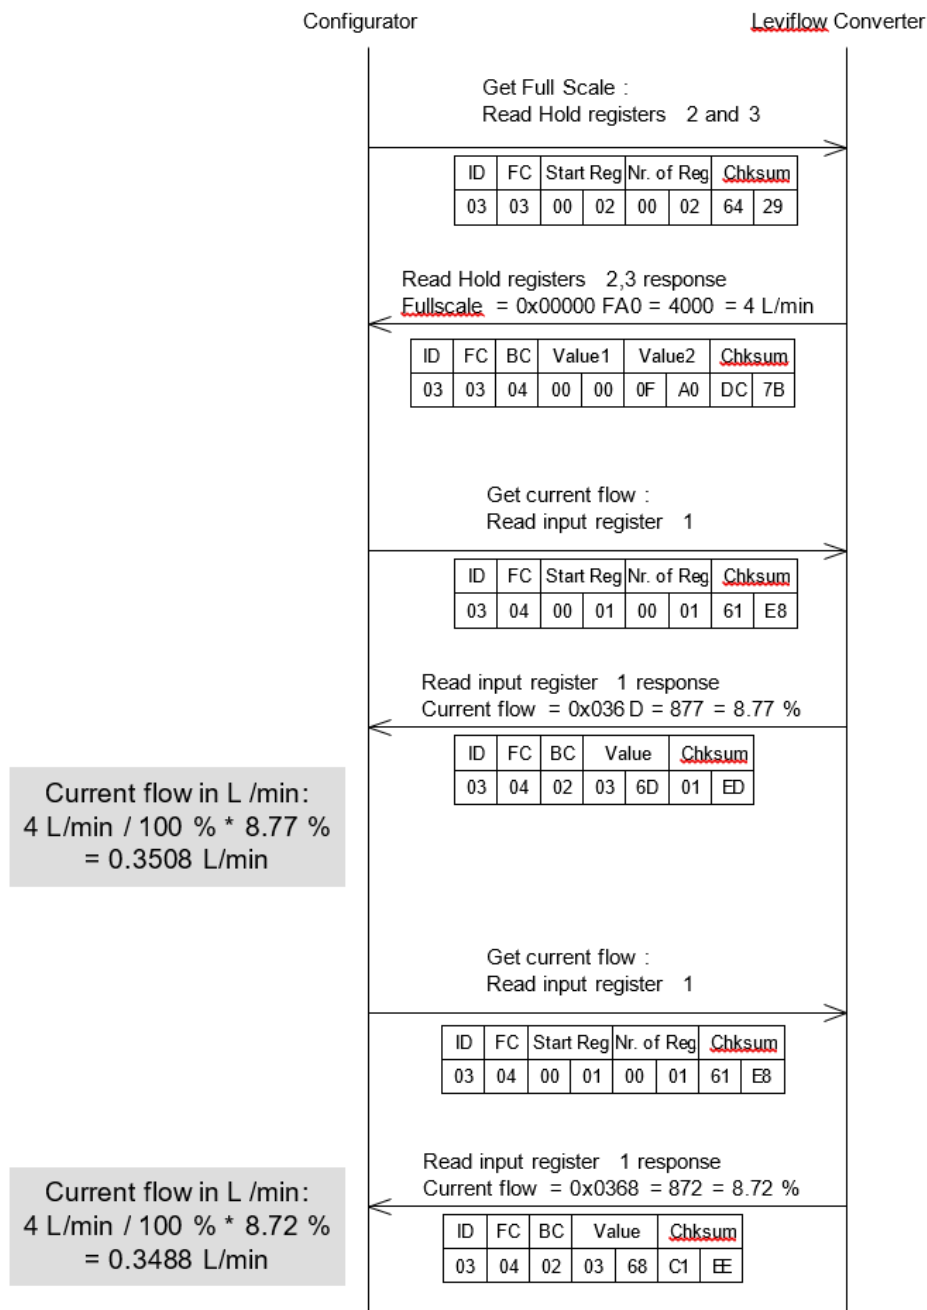 Configurator Leviflow Converter
Get Full Scale :
Read Hold registers 2 and 3
ID FC Start Reg Nr. of Reg Chksum
03 03 00 02 00 02 64 29
Read Hold registers 2,3 response
Fullscale = 0x00000 FA0 = 4000 = 4 L/min
ID FC BC Value1 Value2 Chksum
03 03 04 00 00 0F A0 DC 7B
Get current flow :
Read input register 1
ID FC Start Reg Nr. of Reg Chksum
03 04 00 01 00 01 61 E8
Read input register 1 response
Current flow = 0x036 D = 877 = 8.77 %
ID FC BC Value Chksum
03 04 02 03 6D 01 ED
Current flow in L /min:
4 L/min / 100 % * 8.77 %
= 0.3508 L/min
Get current flow :
Read input register 1
ID FC Start Reg Nr. of Reg Chksum
03 04 00 01 00 01 61 E8
Read input register 1 response
Current flow = 0x0368 = 872 = 8.72 %
ID FC BC Value Chksum
03 04 02 03 68 C1 EE
Current flow in L /min:
4 L/min / 100 % * 8.72 %
= 0.3488 L/min